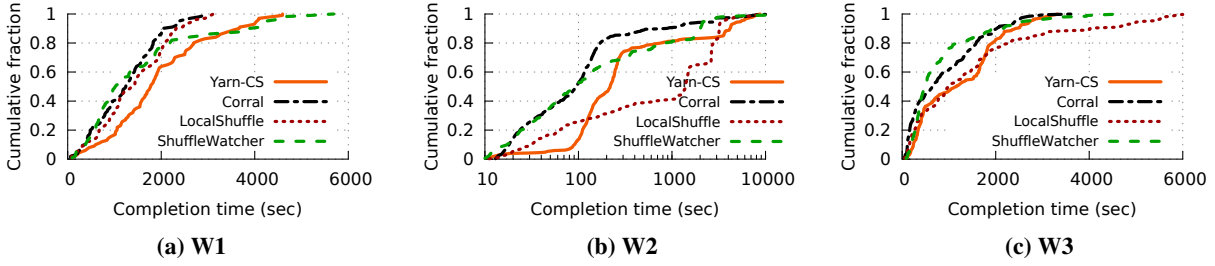 Cumulative fraction
1
0.8
0.6
0.4
0.2
0
0 2000 4000 6000
Yarn-CS
Corral
LocalShuffle
ShuffleWatcher
Completion time (sec)
(a) W1
Cumulative fraction
1
0.8
0.6
0.4
0.2
0
10 100 1000 10000
Yarn-CS
Corral
LocalShuffle
ShuffleWatcher
Completion time (sec)
(b) W2
Cumulative fraction
1
0.8
0.6
0.4
0.2
0
0 2000 4000 6000
Yarn-CS
Corral
LocalShuffle
ShuffleWatcher
Completion time (sec)
(c) W3